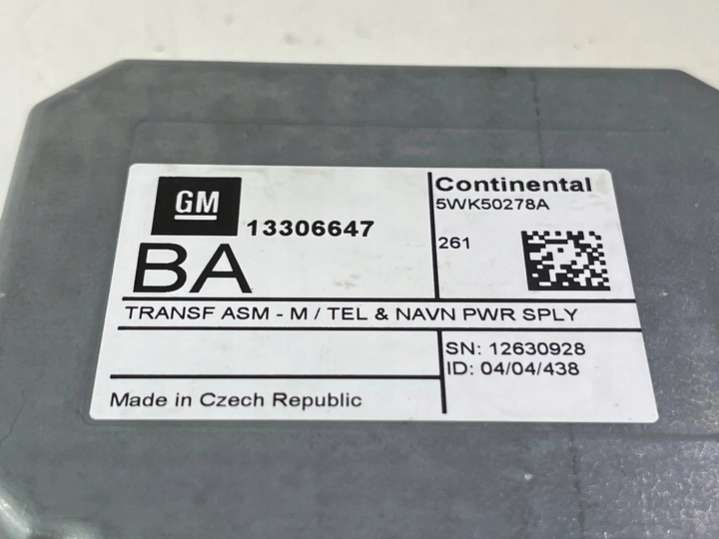 GM
13306647
BA
Continental
5WK50278A
261
TRANSF ASM - M / TEL & NAVN PWR SPLY
SN: 12630928
ID: 04/04/438
Made in Czech Republic